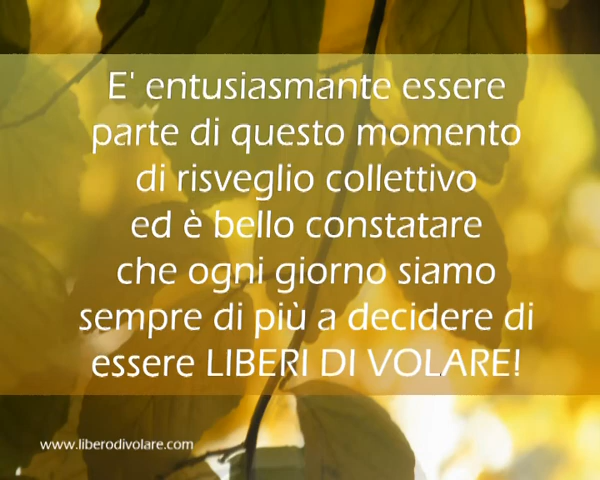 E' entusiasmante essere
parte di questo momento
di risveglio collettivo
ed è bello constatare
che ogni giorno siamo
sempre di più a decidere di
essere LIBERI DI VOLARE!
www.liberodivolare.com